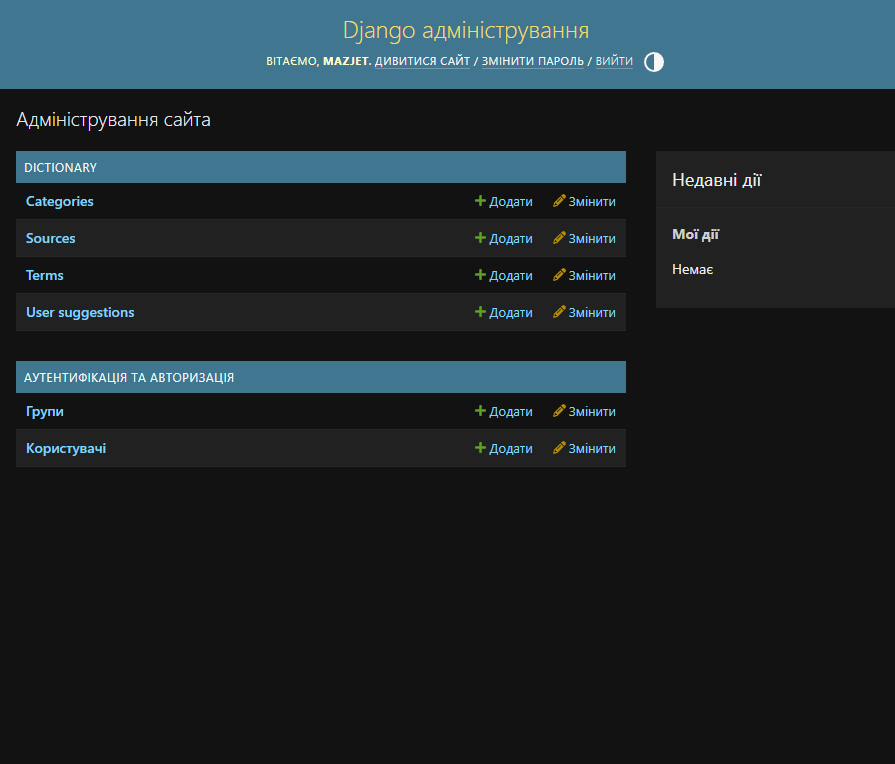 Django адміністрування
ВІТАЄМО, MAZJET. ДИВИТИСЯ САЙТ / ЗМІНИТИ ПАРОЛЬ / ВИЙТИ
Адміністрування сайта
DICTIONARY
Categories Додати Змінити
Sources Додати Змінити
Terms Додати Змінити
User suggestions Додати Змінити
АУТЕНТИФІКАЦІЯ ТА АВТОРИЗАЦІЯ
Групи Додати Змінити
Користувачі Додати Змінити
Недавні дії
Мої дії
Немає